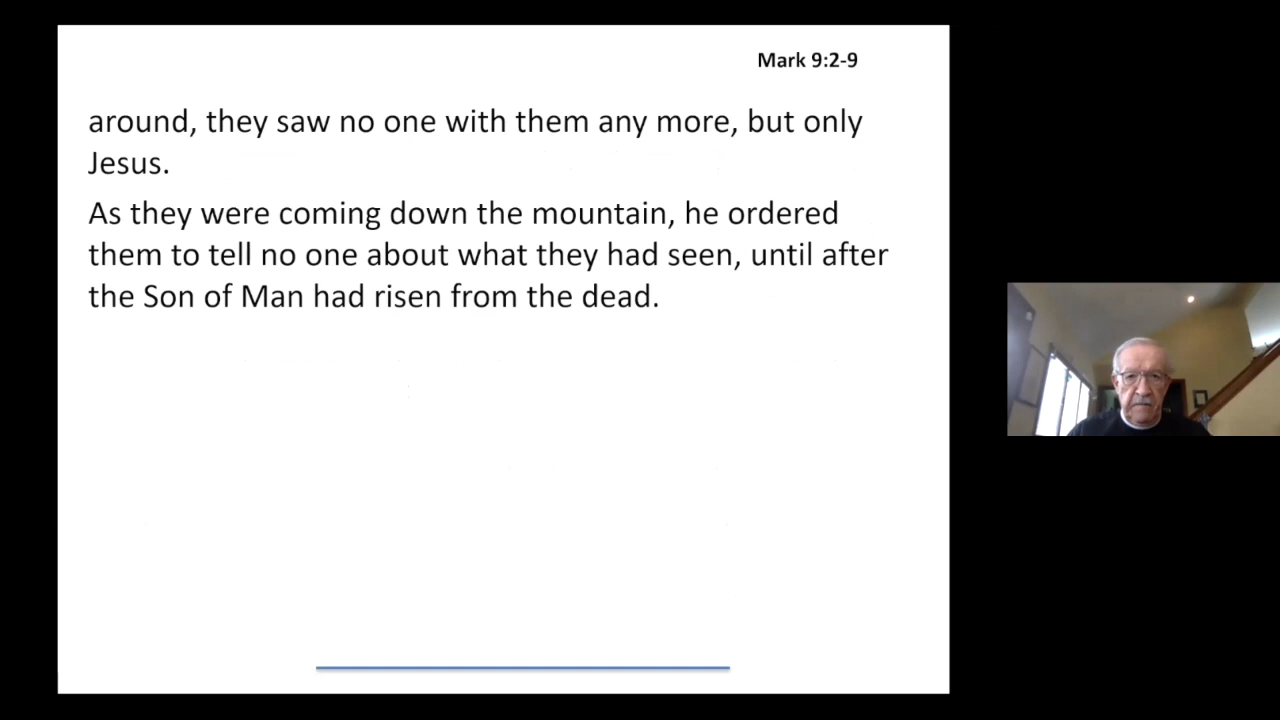 Mark 9:2-9
around, they saw no one with them any more, but only
Jesus.
As they were coming down the mountain, he ordered
them to tell no one about what they had seen, until after
the Son of Man had risen from the dead.